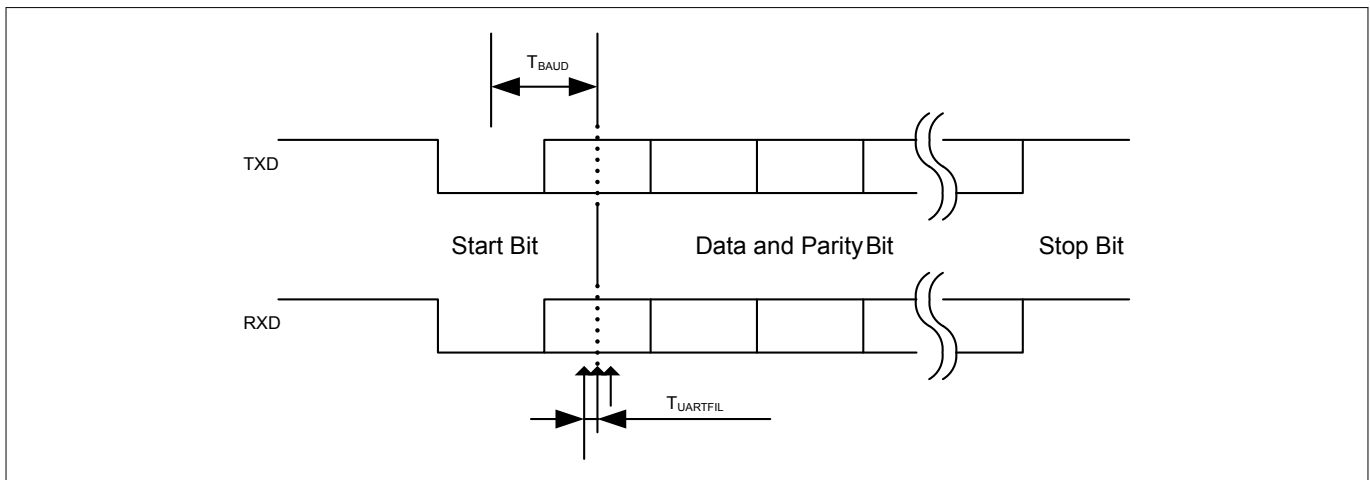 TBAUD
TXD
Start Bit Data and Parity Bit Stop Bit
RXD
TUARTFIL